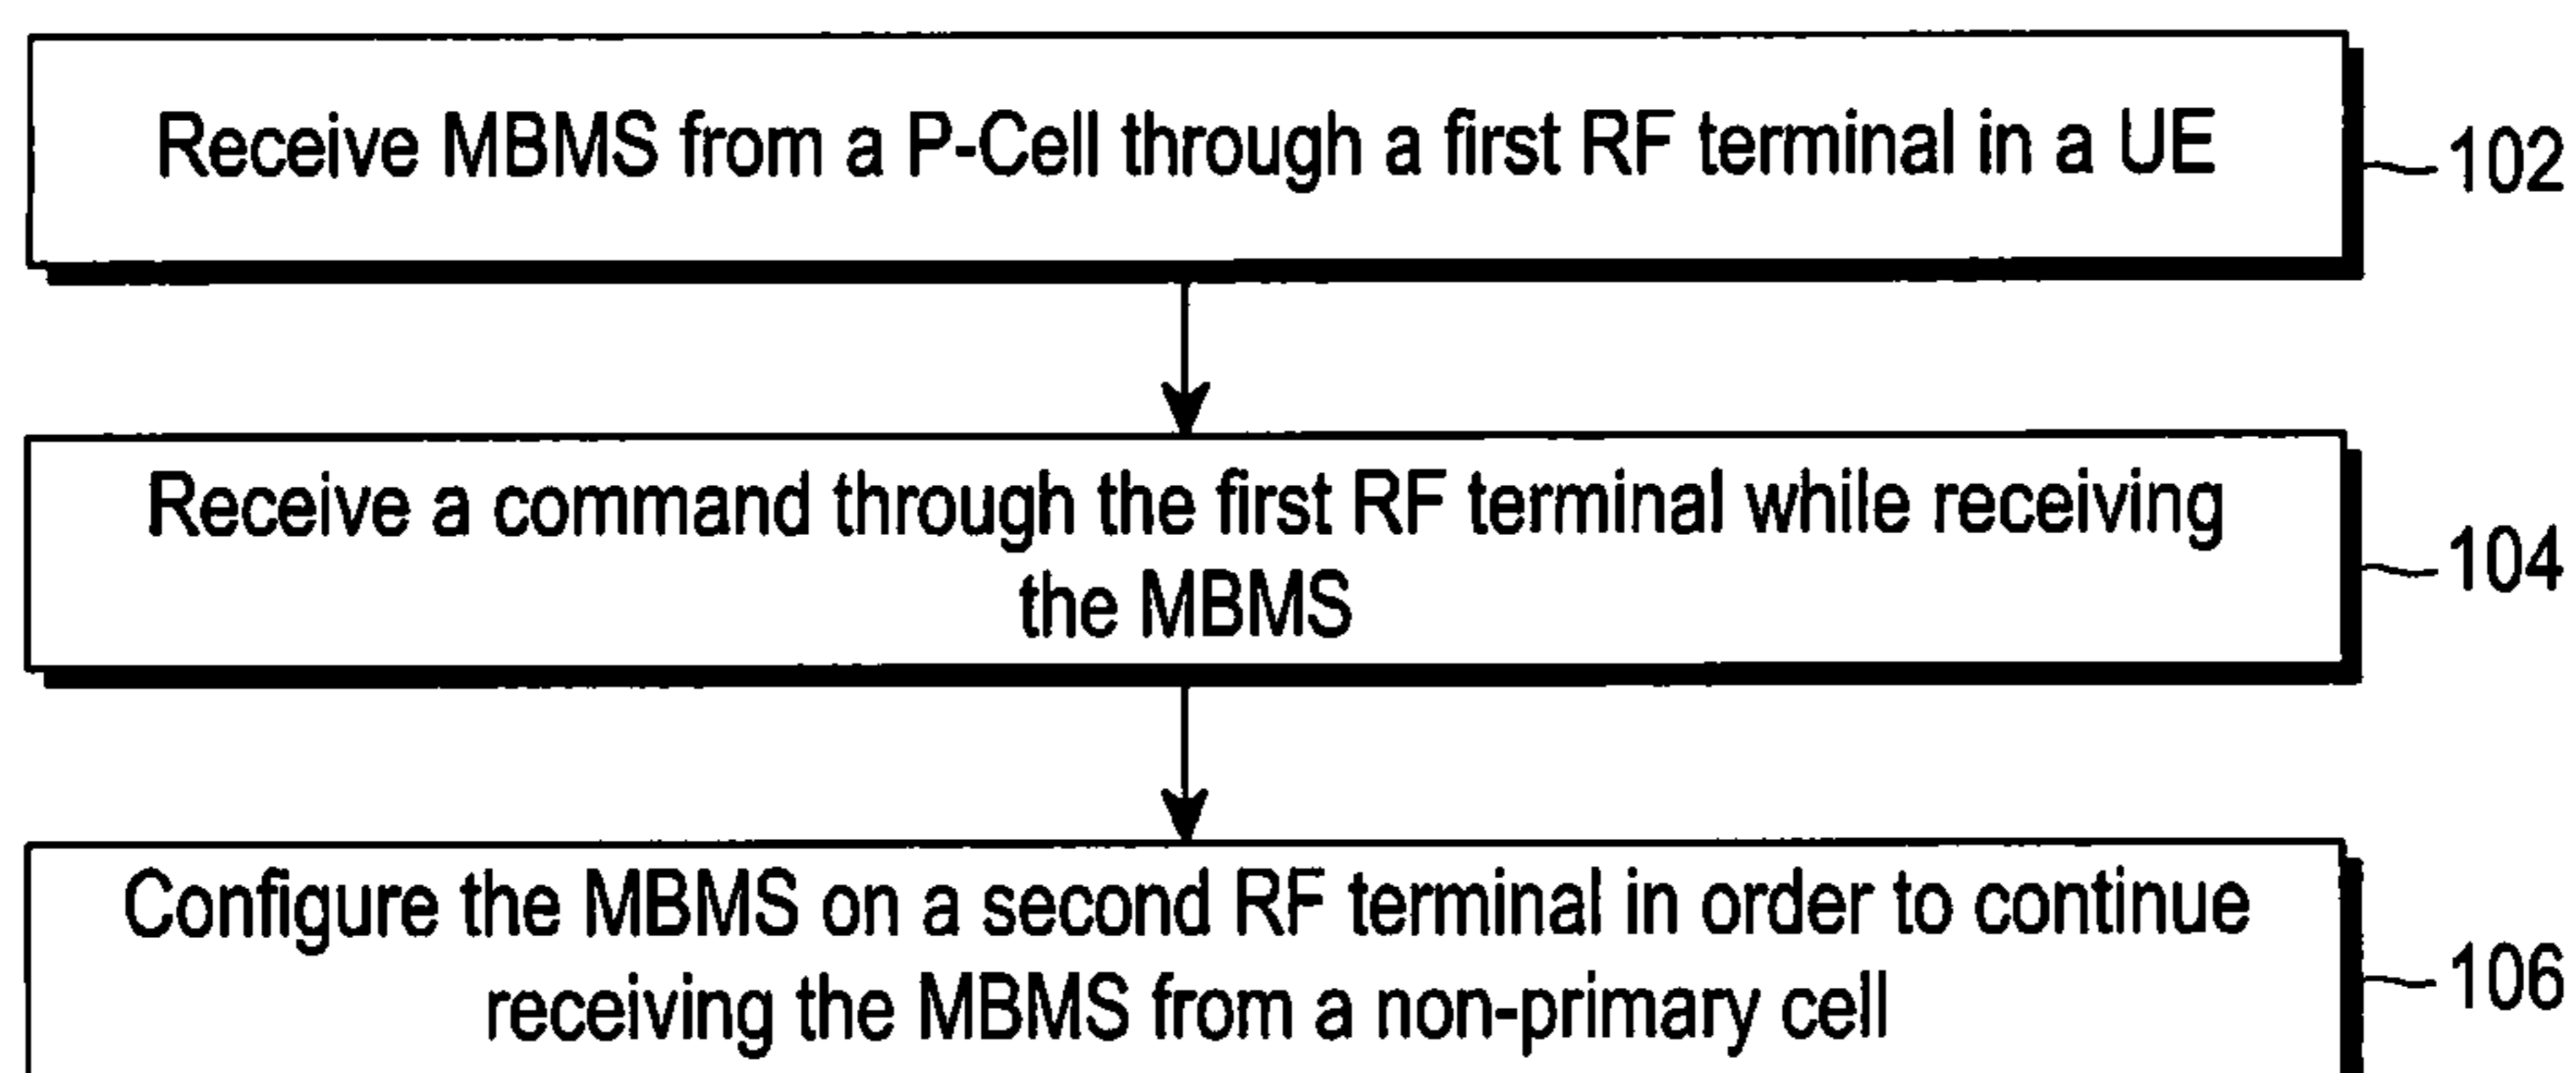 Receive MBMS from a P-Cell through a first RF terminal in a UE
102
Receive a command through the first RF terminal while receiving
the MBMS
104
Configure the MBMS on a second RF terminal in order to continue
receiving the MBMS from a non-primary cell
106